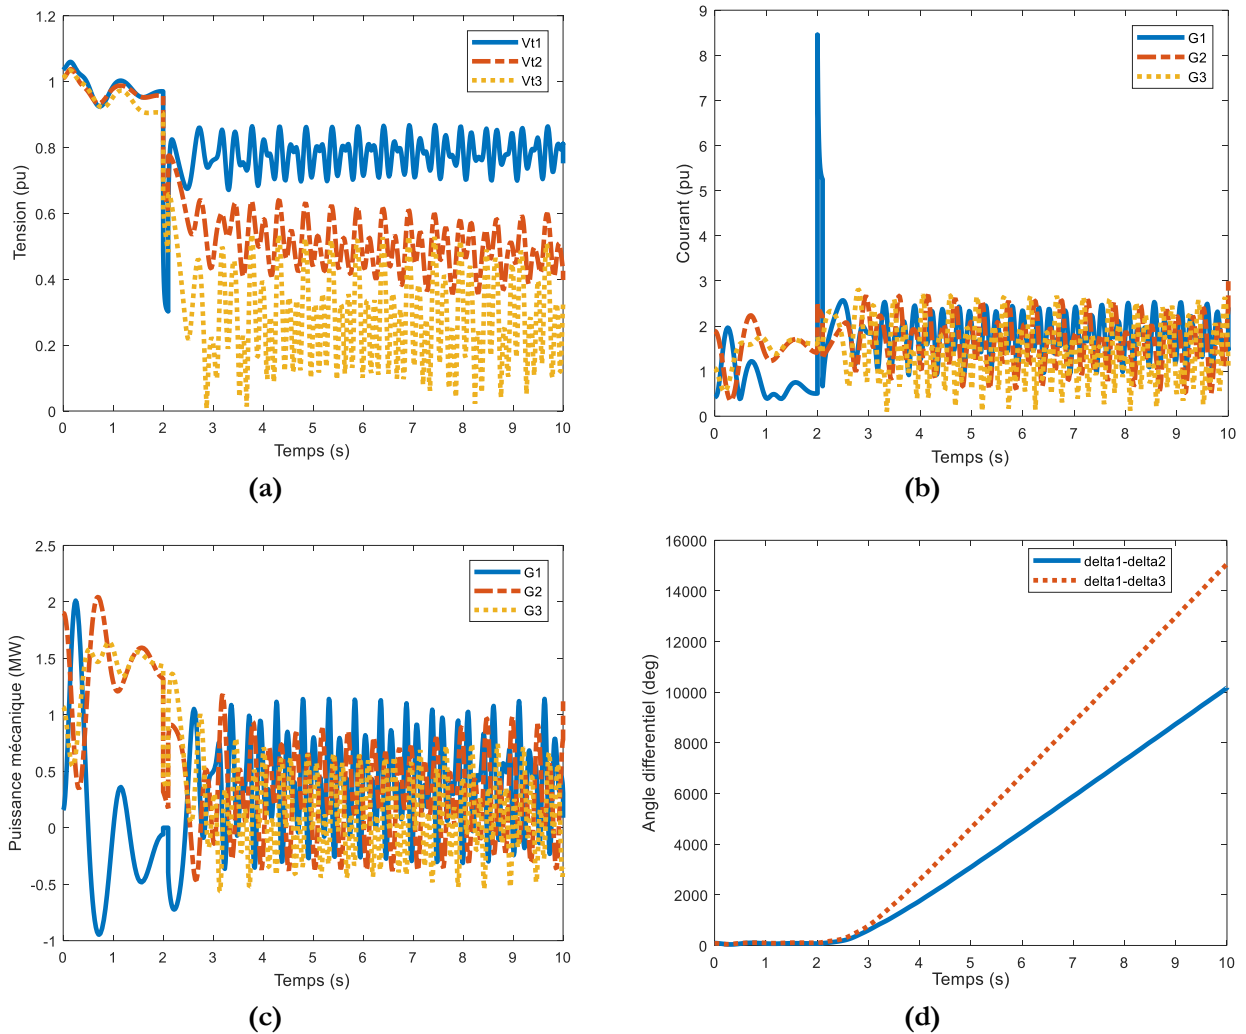 1.2
1
0.8
0.6
0.4
0.2
0
0 1 2 3 4 5 6 7 8 9 10
Tension (pu)
Temps (s)
Vt1
Vt2
Vt3
(a)
9
8
7
6
5
4
3
2
1
0
0 1 2 3 4 5 6 7 8 9 10
Courant (pu)
Temps (s)
G1
G2
G3
(b)
2.5
2
1.5
1
0.5
0
-0.5
-1
0 1 2 3 4 5 6 7 8 9 10
Puissance mécanique (MW)
Temps (s)
G1
G2
G3
(c)
16000
14000
12000
10000
8000
6000
4000
2000
0
0 1 2 3 4 5 6 7 8 9 10
Angle differentiel (deg)
Temps (s)
delta1-delta2
delta1-delta3
(d)